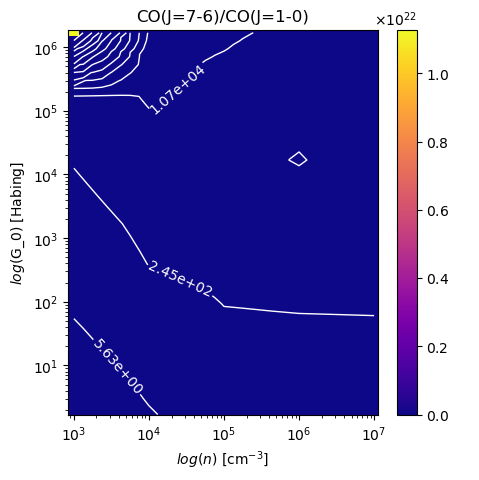 CO(J=7-6)/CO(J=1-0)
×10^22
10^6
10^5
10^4
10^3
10^2
10^1
log(G_0) [Habing]
1.07e+04
2.45e+02
5.63e+00
10^3 10^4 10^5 10^6 10^7
log(n) [cm^−3]
1.0
0.8
0.6
0.4
0.2
0.0